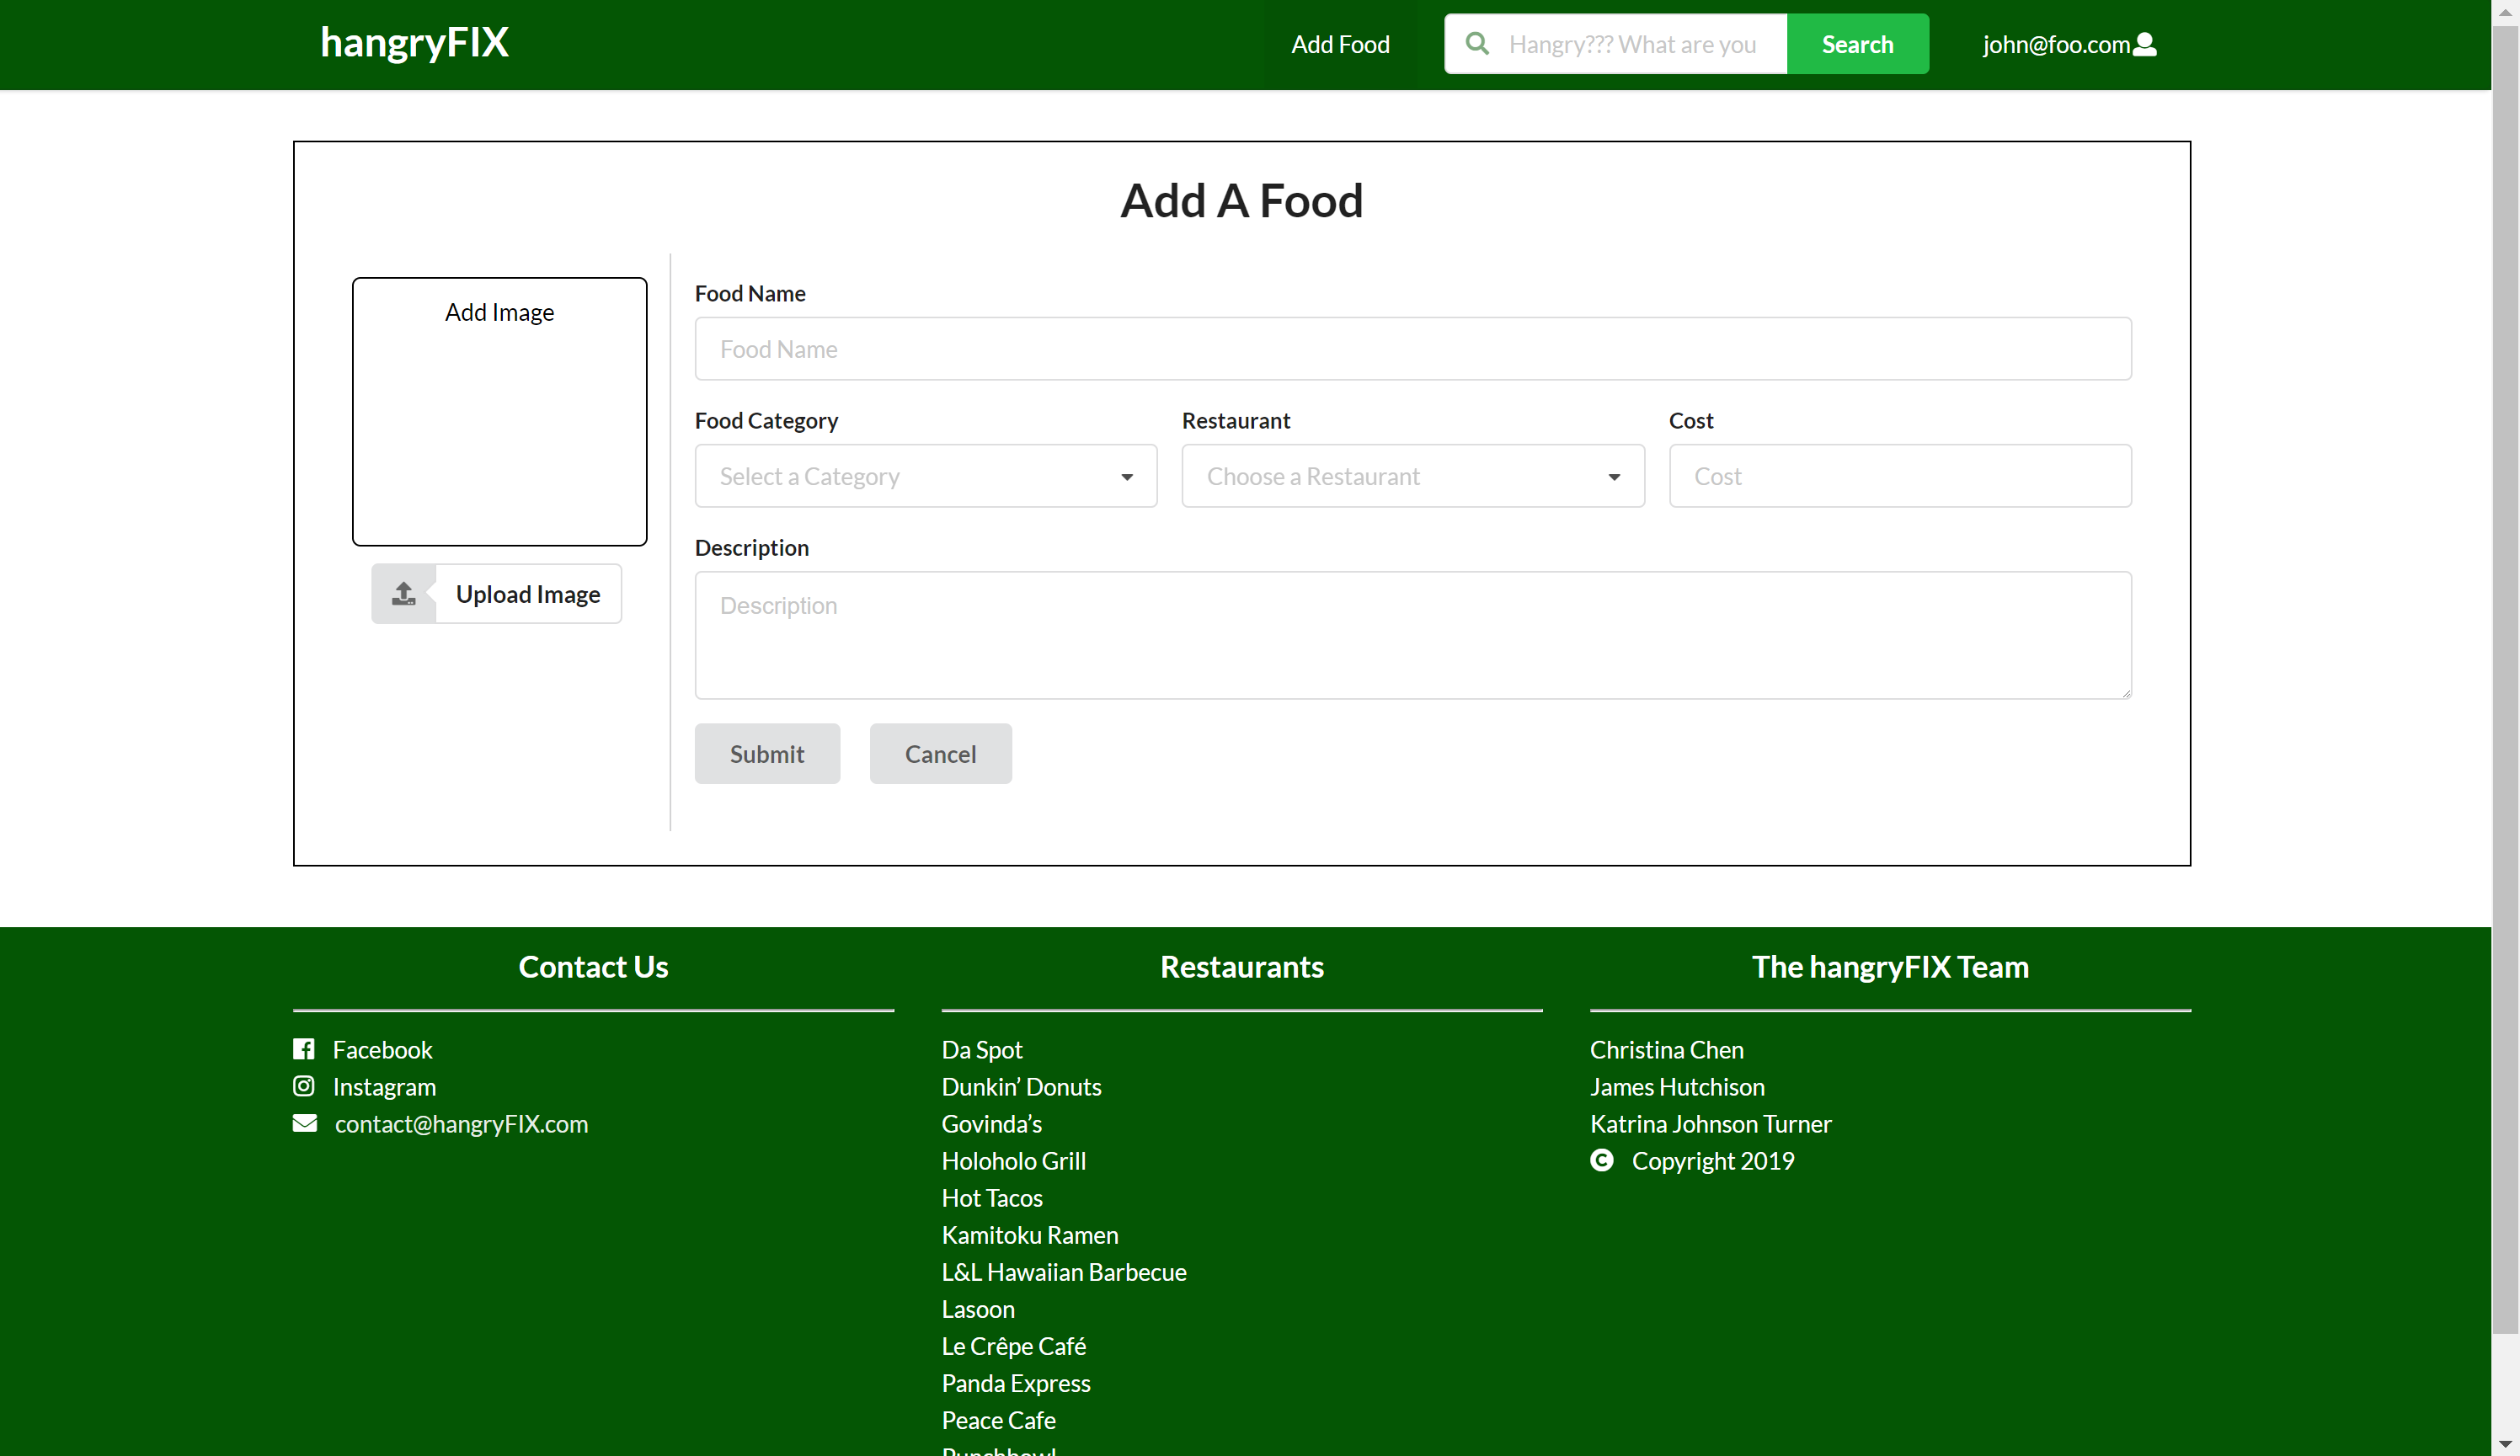 hangryFIX
Add Food
Hangry??? What are you
Search
john@foo.com
Add A Food
Add Image
Upload Image
Food Name
Food Name
Food Category
Restaurant
Cost
Select a Category
Choose a Restaurant
Cost
Description
Description
Submit
Cancel
Contact Us
Facebook
Instagram
contact@hangryFIX.com
Restaurants
Da Spot
Dunkin’ Donuts
Govinda’s
Holoholo Grill
Hot Tacos
Kamitoku Ramen
L&L Hawaiian Barbecue
Lasoon
Le Crêpe Café
Panda Express
Peace Cafe
The hangryFIX Team
Christina Chen
James Hutchison
Katrina Johnson Turner
Copyright 2019